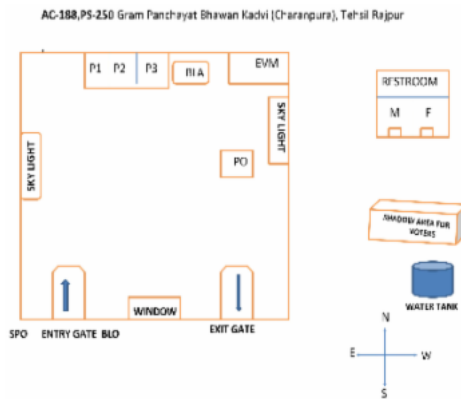 AC-188,PS-250 Gram Panchayat Bhawan Kadvi (Charanpura), Tehsil Rajpur
P1 P2 P3
BLA
EVM
RESTROOM
M F
SKY LIGHT
SKY LIGHT
PO
SHADOW AREA FOR
VOTERS
WATER TANK
WINDOW
SPO ENTRY GATE BLO
EXIT GATE
N
E W
S